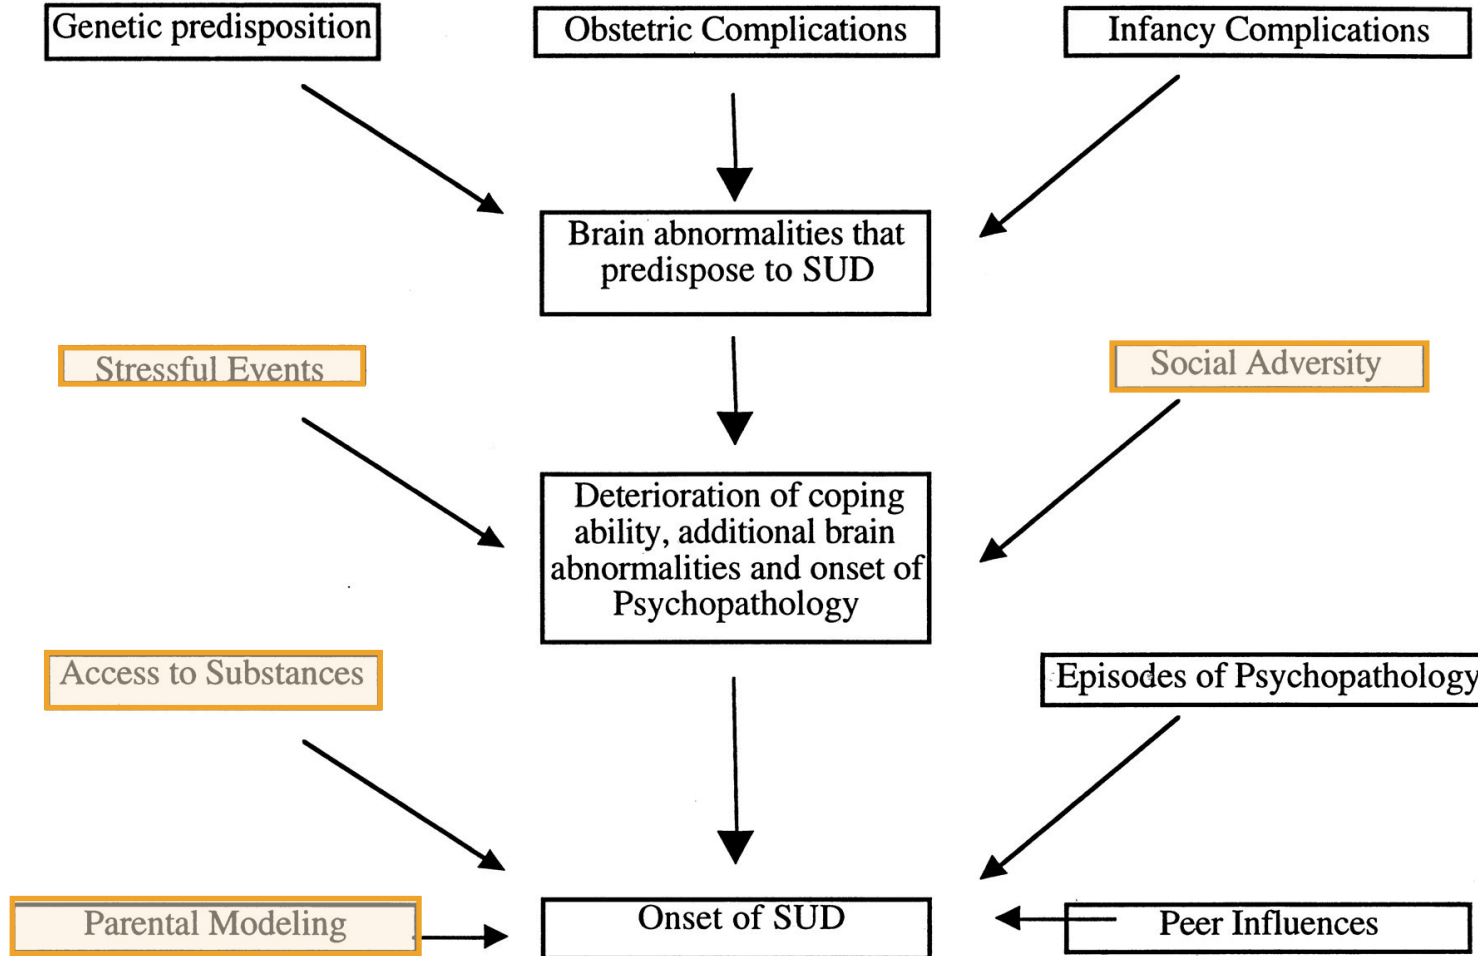 Genetic predisposition
Obstetric Complications
Infancy Complications
Brain abnormalities that
predispose to SUD
Stressful Events
Social Adversity
Deterioration of coping
ability, additional brain
abnormalities and onset of
Psychopathology
Access to Substances
Episodes of Psychopathology
Parental Modeling
Onset of SUD
Peer Influences